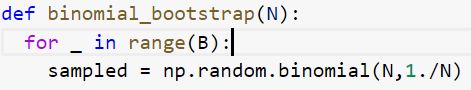 def binomial_bootstrap(N):
for _ in range(B):
sampled = np.random.binomial(N,1./N)